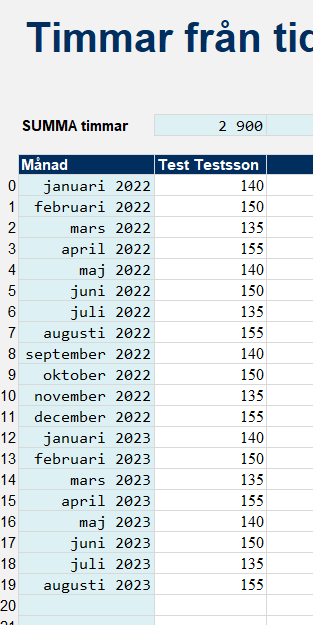 Timmar från tid
SUMMA timmar 2 900
Månad Test Testsson
0 januari 2022 140
1 februari 2022 150
2 mars 2022 135
3 april 2022 155
4 maj 2022 140
5 juni 2022 150
6 juli 2022 135
7 augusti 2022 155
8 september 2022 140
9 oktober 2022 150
10 november 2022 135
11 december 2022 155
12 januari 2023 140
13 februari 2023 150
14 mars 2023 135
15 april 2023 155
16 maj 2023 140
17 juni 2023 150
18 juli 2023 135
19 augusti 2023 155
20